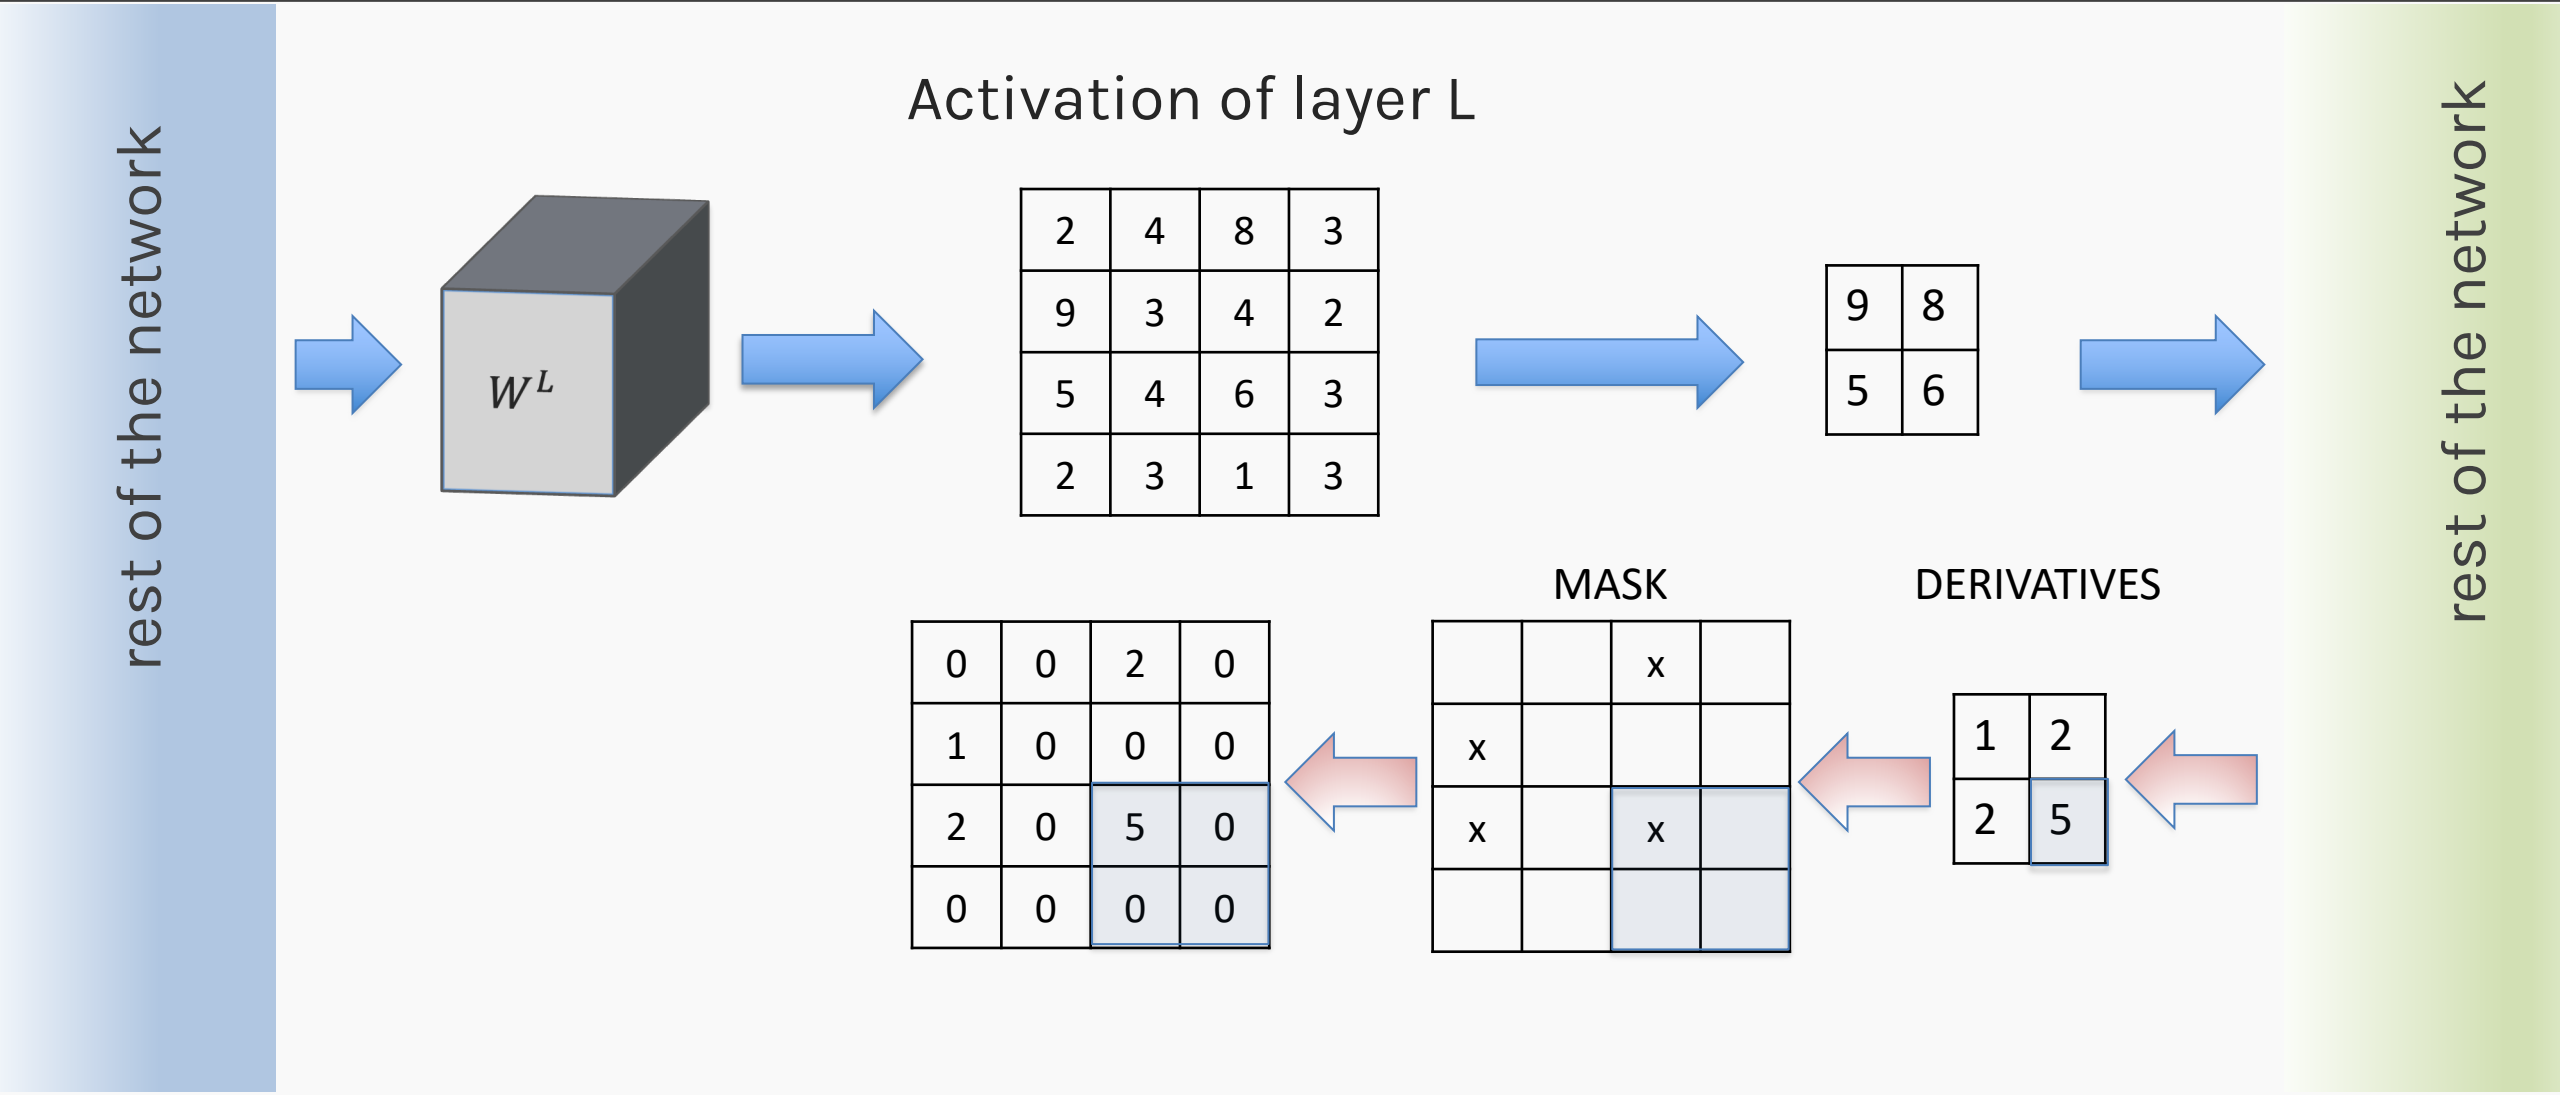 rest of the network
Activation of layer L
W^L
2 4 8 3
9 3 4 2
5 4 6 3
2 3 1 3
9 8
5 6
rest of the network
MASK
DERIVATIVES
0 0 2 0
1 0 0 0
2 0 5 0
0 0 0 0
x
x
x x
1 2
2 5